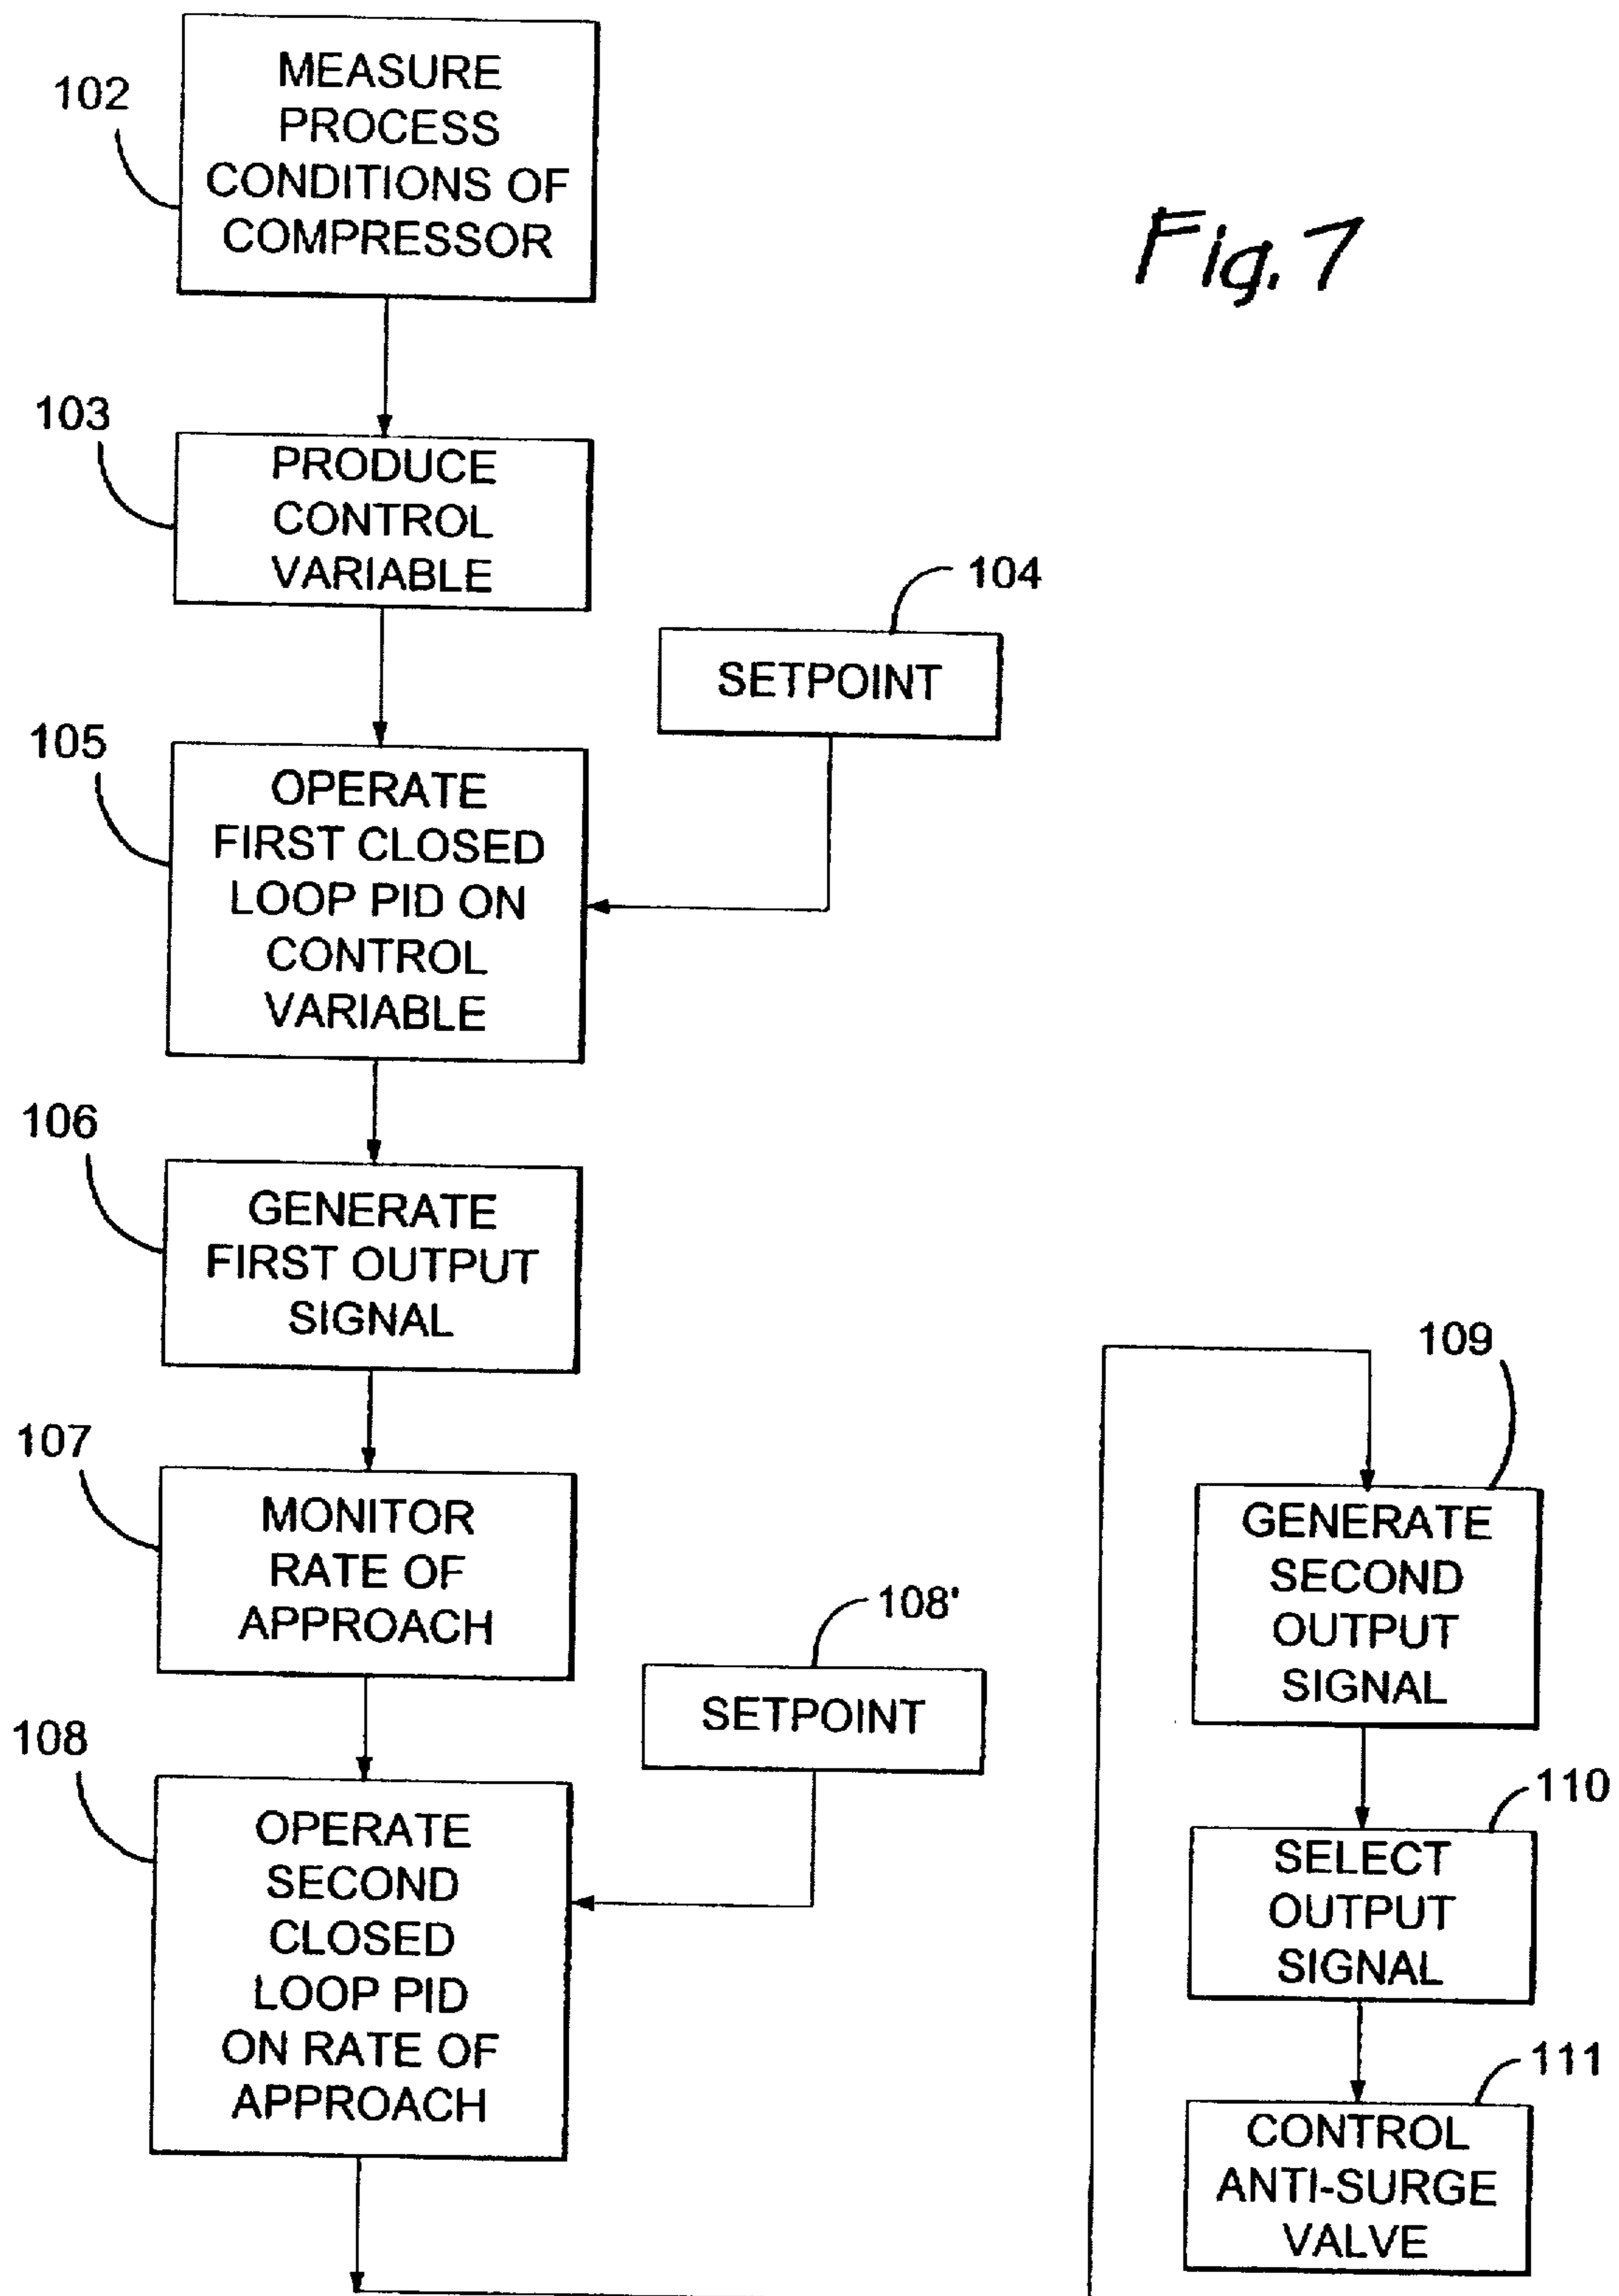 102
MEASURE
PROCESS
CONDITIONS OF
COMPRESSOR
Fig. 7
103
PRODUCE
CONTROL
VARIABLE
104
SETPOINT
105
OPERATE
FIRST CLOSED
LOOP PID ON
CONTROL
VARIABLE
106
GENERATE
FIRST OUTPUT
SIGNAL
107
MONITOR
RATE OF
APPROACH
108'
SETPOINT
108
OPERATE
SECOND
CLOSED
LOOP PID
ON RATE OF
APPROACH
109
GENERATE
SECOND
OUTPUT
SIGNAL
110
SELECT
OUTPUT
SIGNAL
111
CONTROL
ANTI-SURGE
VALVE